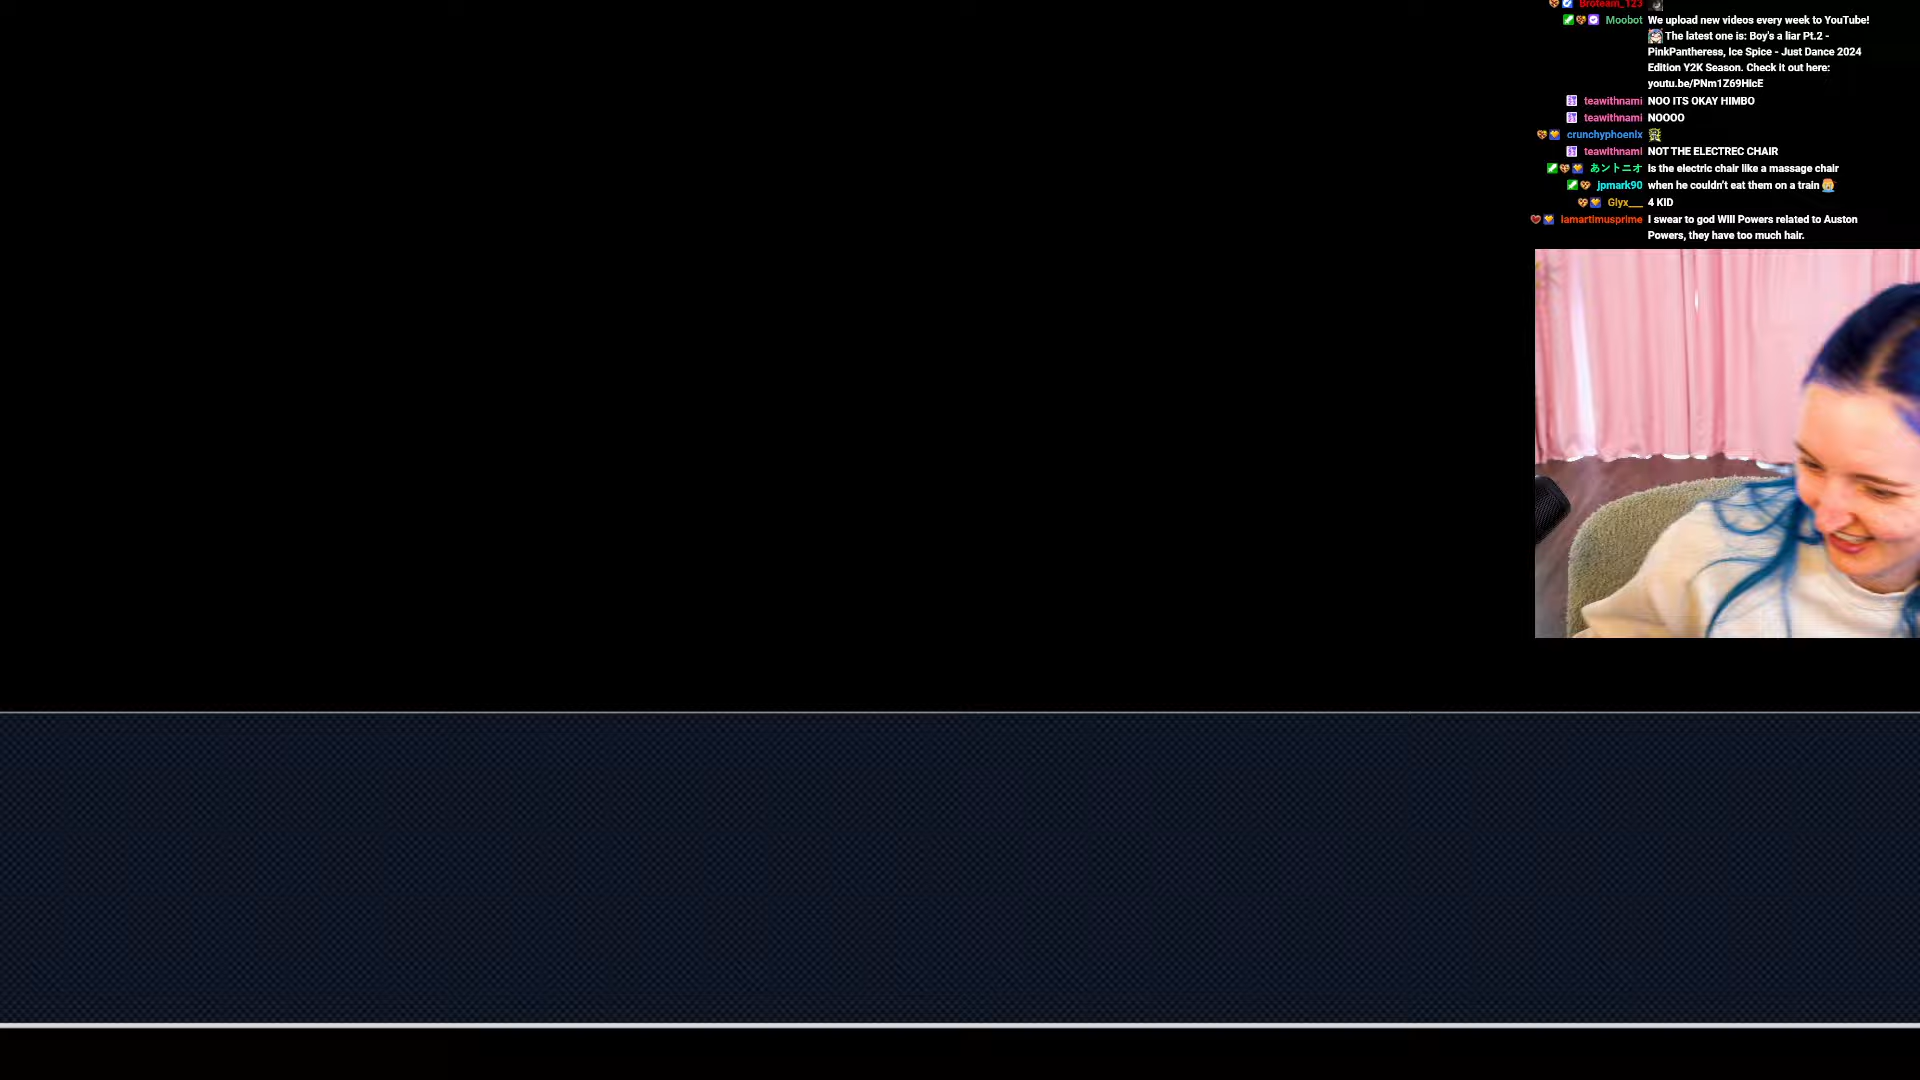 Broteam_123
Moobot We upload new videos every week to YouTube!
The latest one is: Boy's a liar Pt.2 -
PinkPantheress, Ice Spice - Just Dance 2024
Edition Y2K Season. Check it out here:
youtu.be/PNm1Z69HlcE
teawithnami NOO ITS OKAY HIMBO
teawithnami NOOOO
crunchyphoenix
teawithnami NOT THE ELECTREC CHAIR
あントニオ Is the electric chair like a massage chair
jpmark90 when he couldn't eat them on a train
Glyx___ 4 KID
iamartimusprime I swear to god Will Powers related to Auston
Powers, they have too much hair.